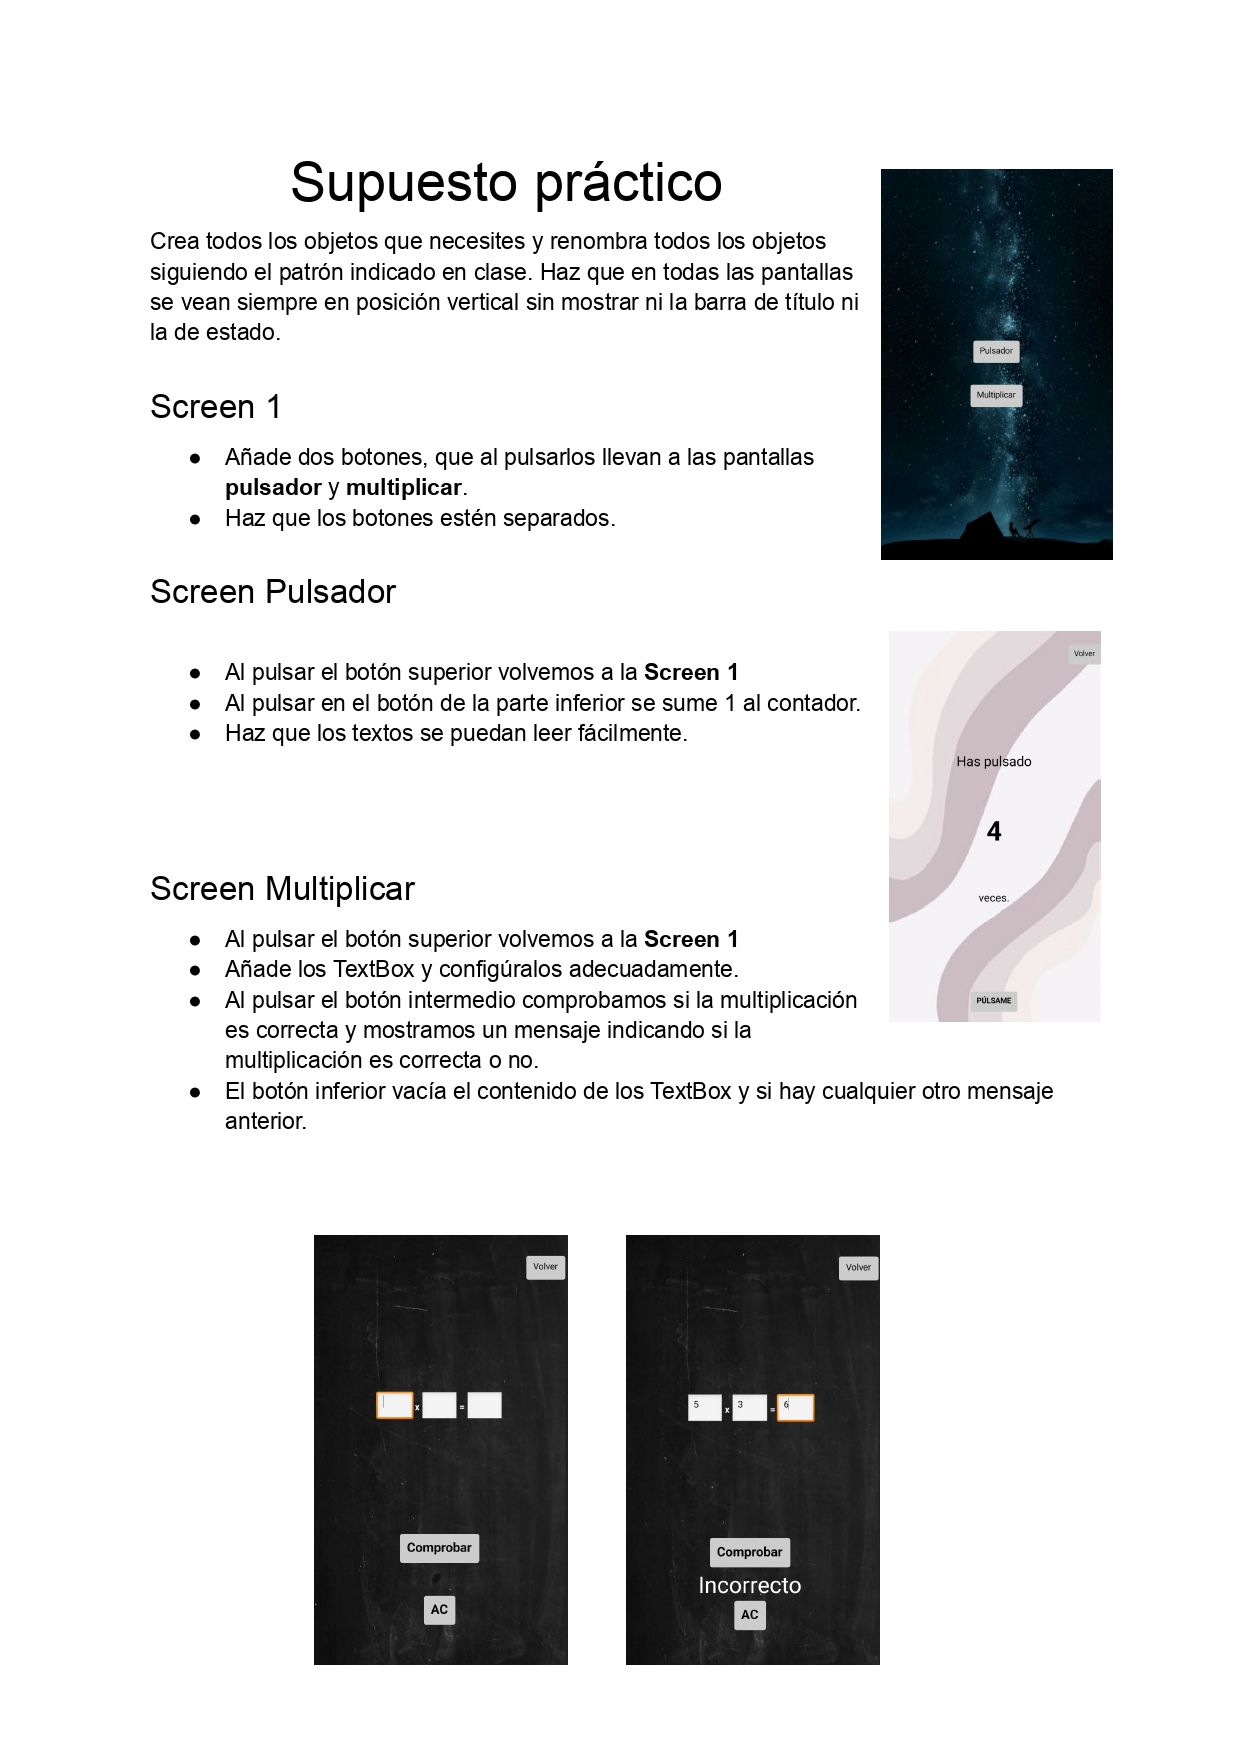 Supuesto práctico
Crea todos los objetos que necesites y renombra todos los objetos
siguiendo el patrón indicado en clase. Haz que en todas las pantallas
se vean siempre en posición vertical sin mostrar ni la barra de título ni
la de estado.
Pulsador
Multiplicar
Screen 1
● Añade dos botones, que al pulsarlos llevan a las pantallas
pulsador y multiplicar.
● Haz que los botones estén separados.
Screen Pulsador
● Al pulsar el botón superior volvemos a la Screen 1
● Al pulsar en el botón de la parte inferior se sume 1 al contador.
● Haz que los textos se puedan leer fácilmente.
Volver
Has pulsado
4
veces.
PÚLSAME
Screen Multiplicar
● Al pulsar el botón superior volvemos a la Screen 1
● Añade los TextBox y configúralos adecuadamente.
● Al pulsar el botón intermedio comprobamos si la multiplicación
es correcta y mostramos un mensaje indicando si la
multiplicación es correcta o no.
● El botón inferior vacía el contenido de los TextBox y si hay cualquier otro mensaje
anterior.
Volver
x =
Comprobar
AC
Volver
5 x 3 = 6
Comprobar
Incorrecto
AC